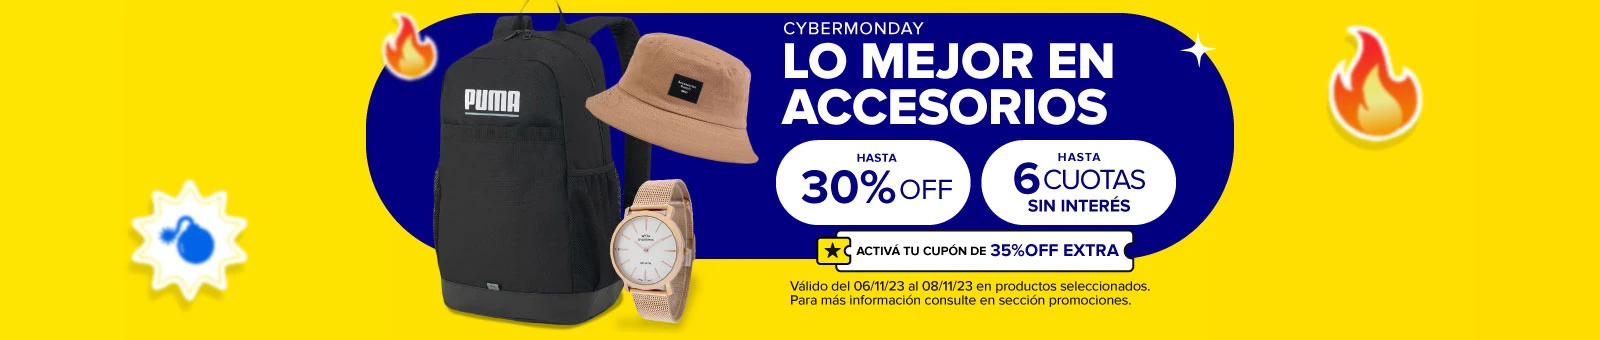 PUMA
CYBERMONDAY
LO MEJOR EN
ACCESORIOS
HASTA
30% OFF
HASTA
6 CUOTAS
SIN INTERÉS
ACTIVÁ TU CUPÓN DE 35%OFF EXTRA
Válido del 06/11/23 al 08/11/23 en productos seleccionados.
Para más información consulte en sección promociones.